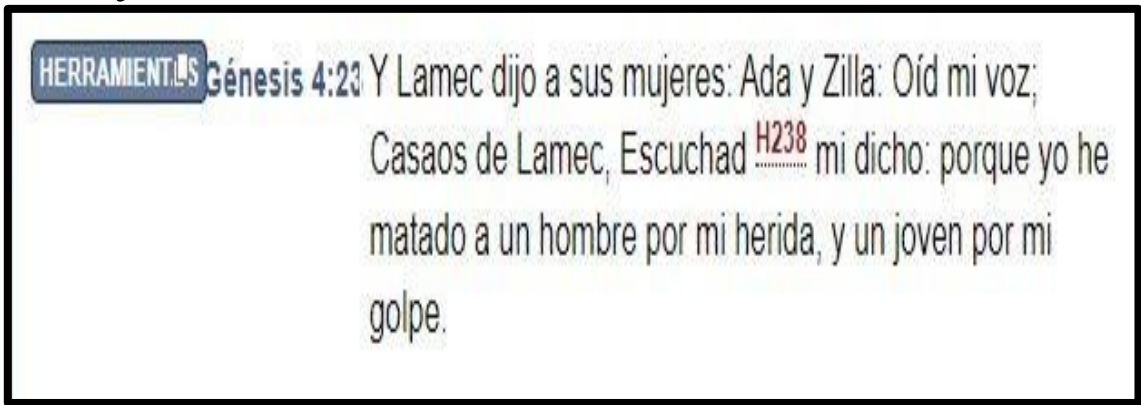 HERRAMIENTAS Génesis 4:23 Y Lamec dijo a sus mujeres: Ada y Zilla: Oíd mi voz;
Casaos de Lamec, Escuchad H238 mi dicho: porque yo he
matado a un hombre por mi herida, y un joven por mi
golpe.